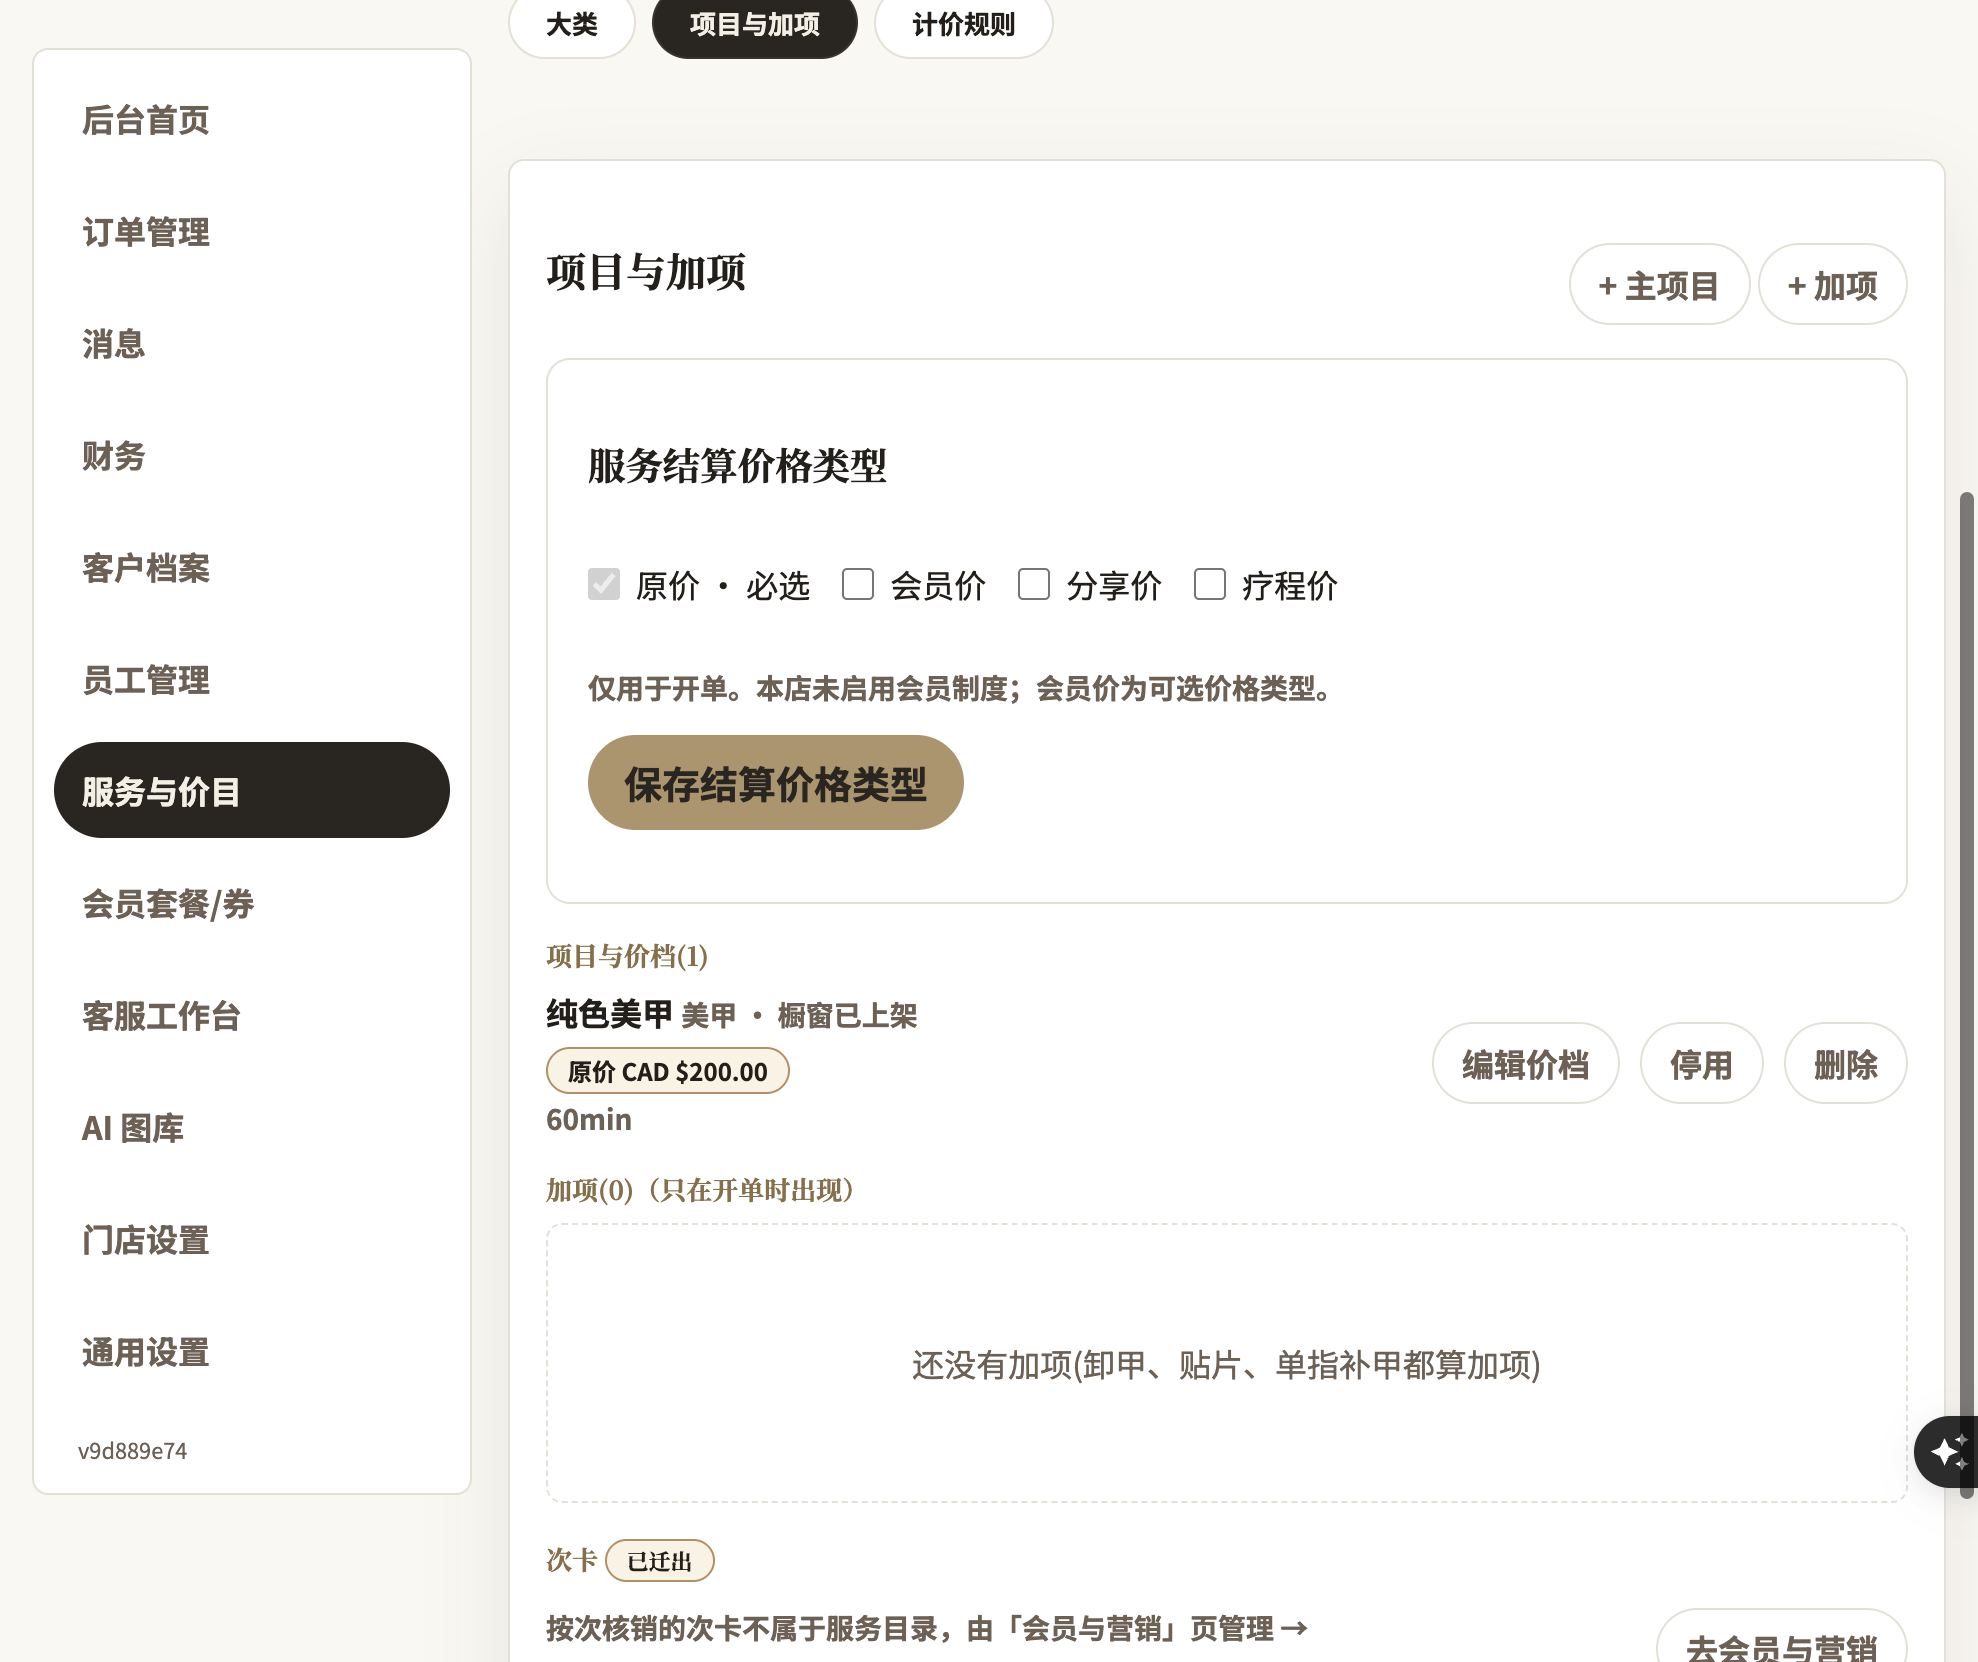 大类
项目与加项
计价规则
后台首页
订单管理
消息
财务
客户档案
员工管理
服务与价目
会员套餐/券
客服工作台
AI 图库
门店设置
通用设置
v9d889e74
项目与加项
+ 主项目
+ 加项
服务结算价格类型
原价 · 必选
会员价
分享价
疗程价
仅用于开单。本店未启用会员制度；会员价为可选价格类型。
保存结算价格类型
项目与价档(1)
纯色美甲 美甲 · 橱窗已上架
原价 CAD $200.00
60min
编辑价档
停用
删除
加项(0)（只在开单时出现）
还没有加项(卸甲、贴片、单指补甲都算加项)
次卡 已迁出
按次核销的次卡不属于服务目录，由「会员与营销」页管理 →
去会员与营销